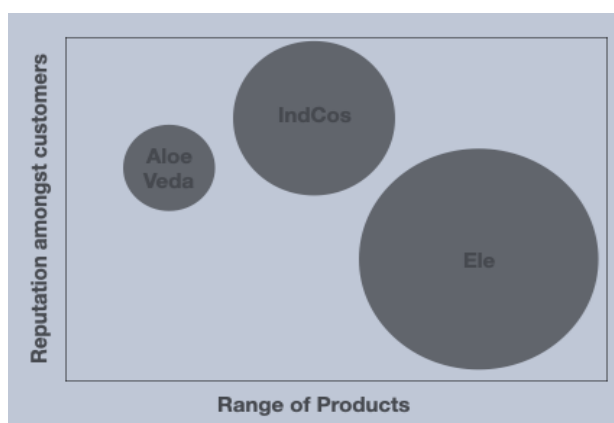 Reputation amongst customers
IndCos
Aloe
Veda
Ele
Range of Products